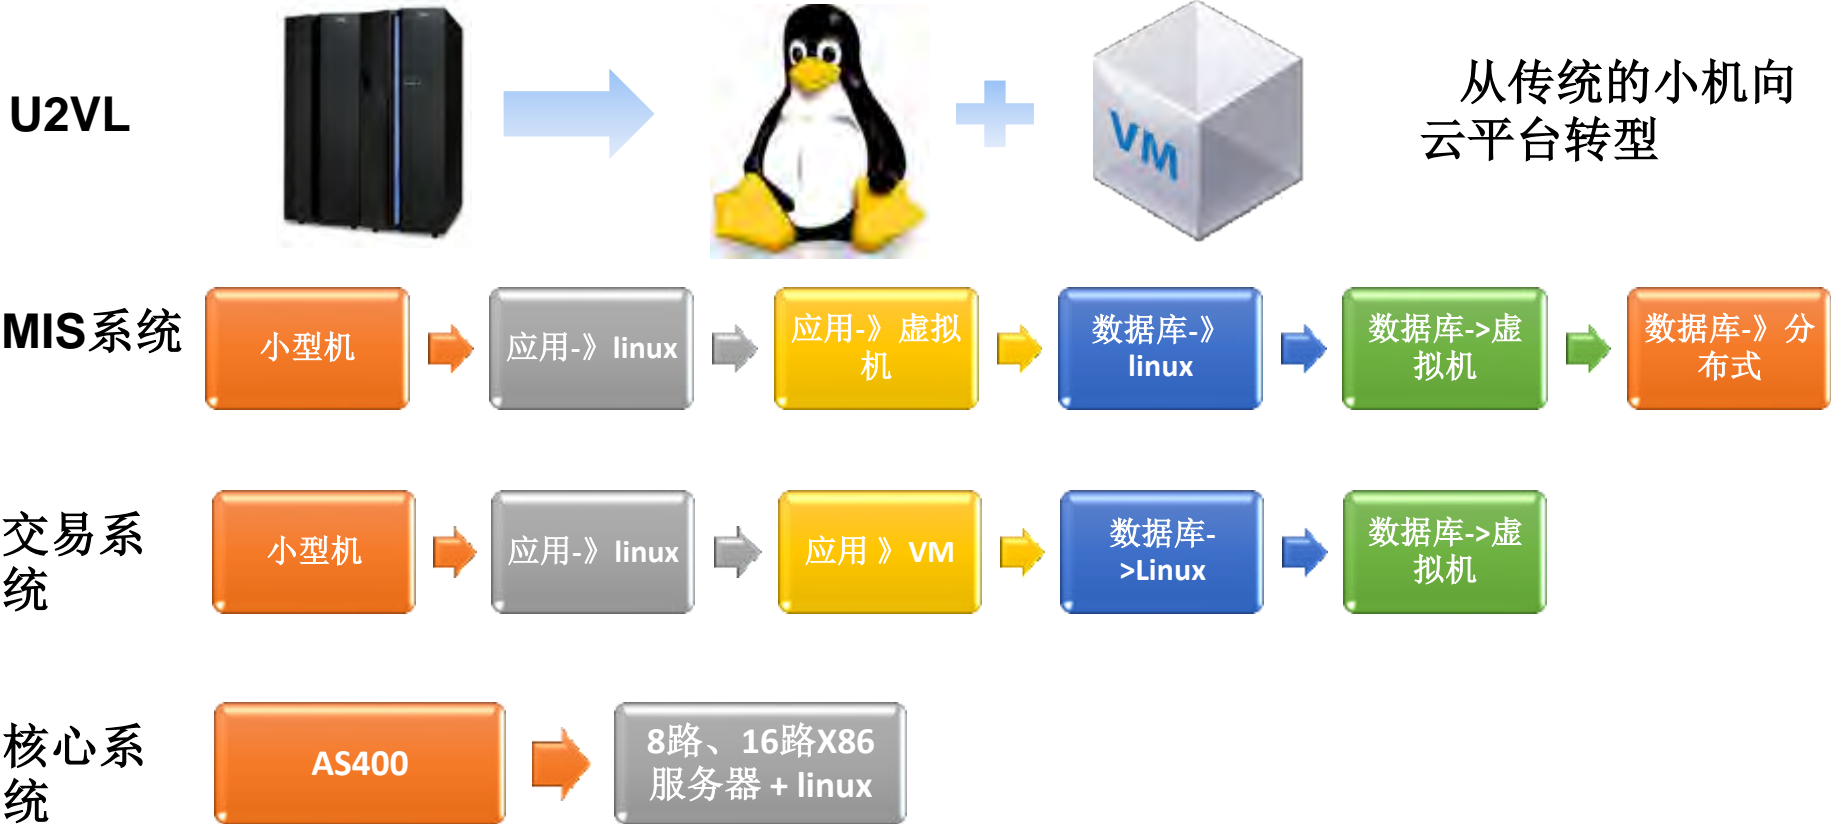 U2VL
VM
从传统的小机向
云平台转型
MIS系统
小型机
应用-》linux
应用-》虚拟
机
数据库-》
linux
数据库->虚
拟机
数据库-》分
布式
交易系
统
小型机
应用-》linux
应用 》VM
数据库-
>Linux
数据库->虚
拟机
核心系
统
AS400
8路、16路X86
服务器 + linux